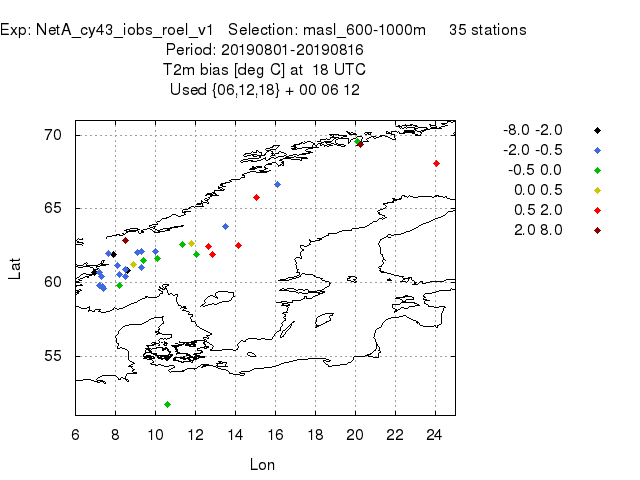 Exp: NetA_cy43_iobs_roel_v1 Selection: masl_600-1000m 35 stations
Period: 20190801-20190816
T2m bias [deg C] at 18 UTC
Used {06,12,18} + 00 06 12
-8.0 -2.0
-2.0 -0.5
-0.5 0.0
0.0 0.5
0.5 2.0
2.0 8.0
70
65
60
55
Lat
6 8 10 12 14 16 18 20 22 24
Lon